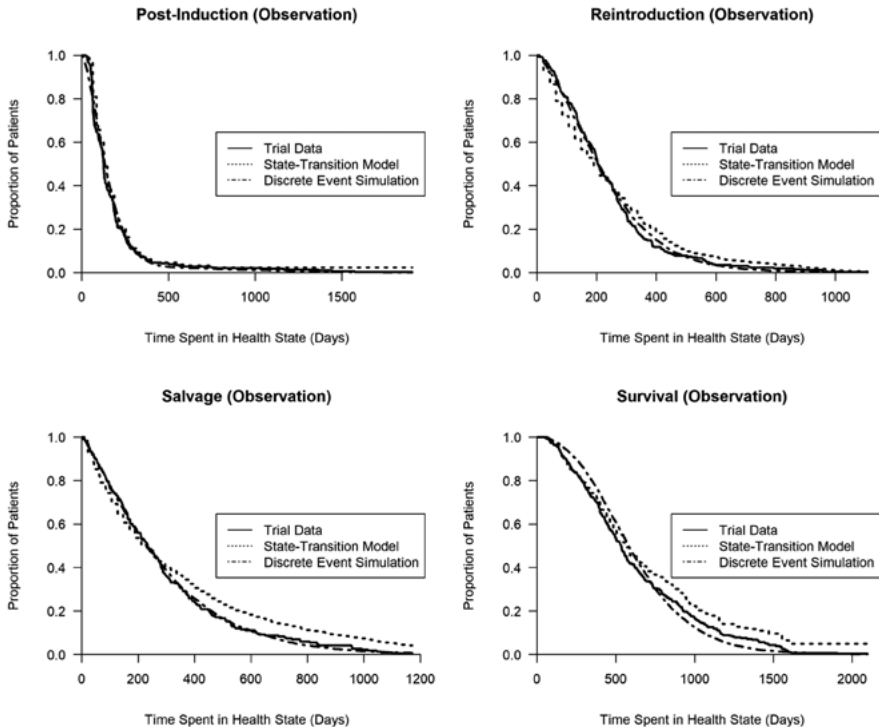 Post-Induction (Observation)
1.0
0.8
0.6
0.4
0.2
0.0
Proportion of Patients
Trial Data
State-Transition Model
Discrete Event Simulation
0 500 1000 1500
Time Spent in Health State (Days)
Reintroduction (Observation)
1.0
0.8
0.6
0.4
0.2
0.0
Proportion of Patients
Trial Data
State-Transition Model
Discrete Event Simulation
0 200 400 600 800 1000
Time Spent in Health State (Days)
Salvage (Observation)
1.0
0.8
0.6
0.4
0.2
0.0
Proportion of Patients
Trial Data
State-Transition Model
Discrete Event Simulation
0 200 400 600 800 1000 1200
Time Spent in Health State (Days)
Survival (Observation)
1.0
0.8
0.6
0.4
0.2
0.0
Proportion of Patients
Trial Data
State-Transition Model
Discrete Event Simulation
0 500 1000 1500 2000
Time Spent in Health State (Days)